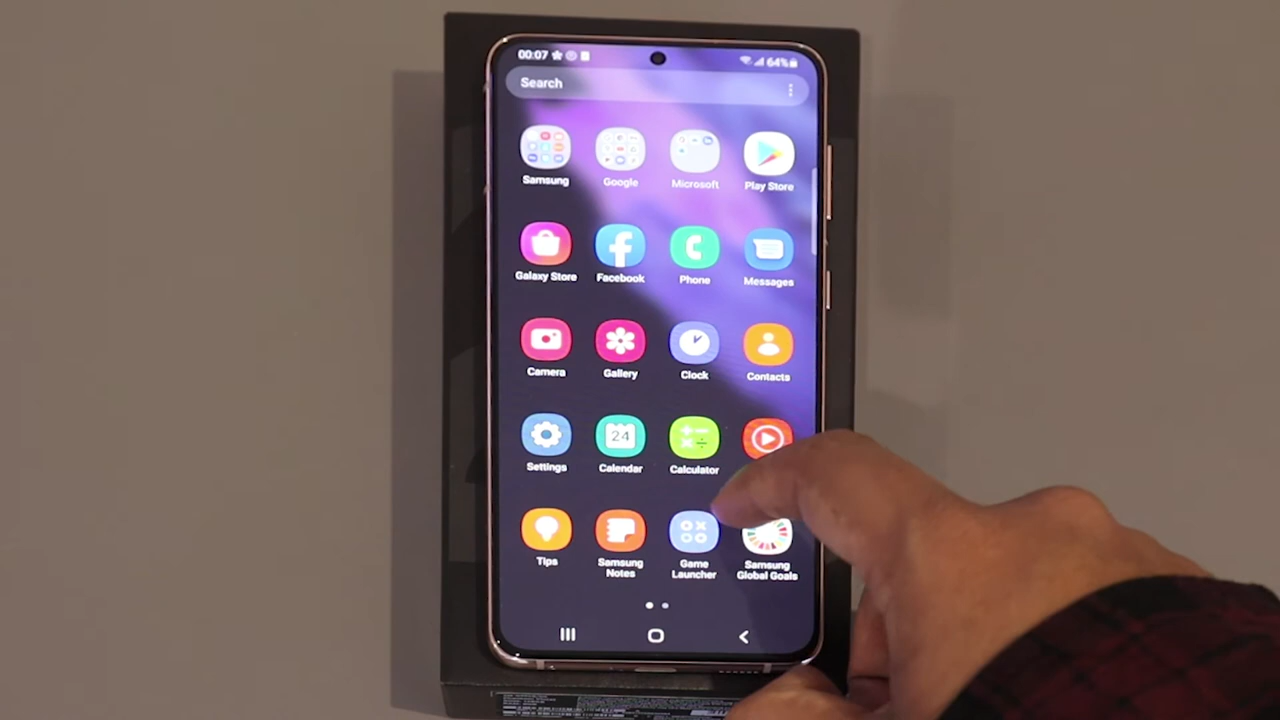 00:07
64%
Search
Samsung
Google
Microsoft
Play Store
Galaxy Store
Facebook
Phone
Messages
Camera
Gallery
Clock
Contacts
Settings
24
Calendar
Calculator
Tips
Samsung
Notes
Game
Launcher
Samsung
Global Goals